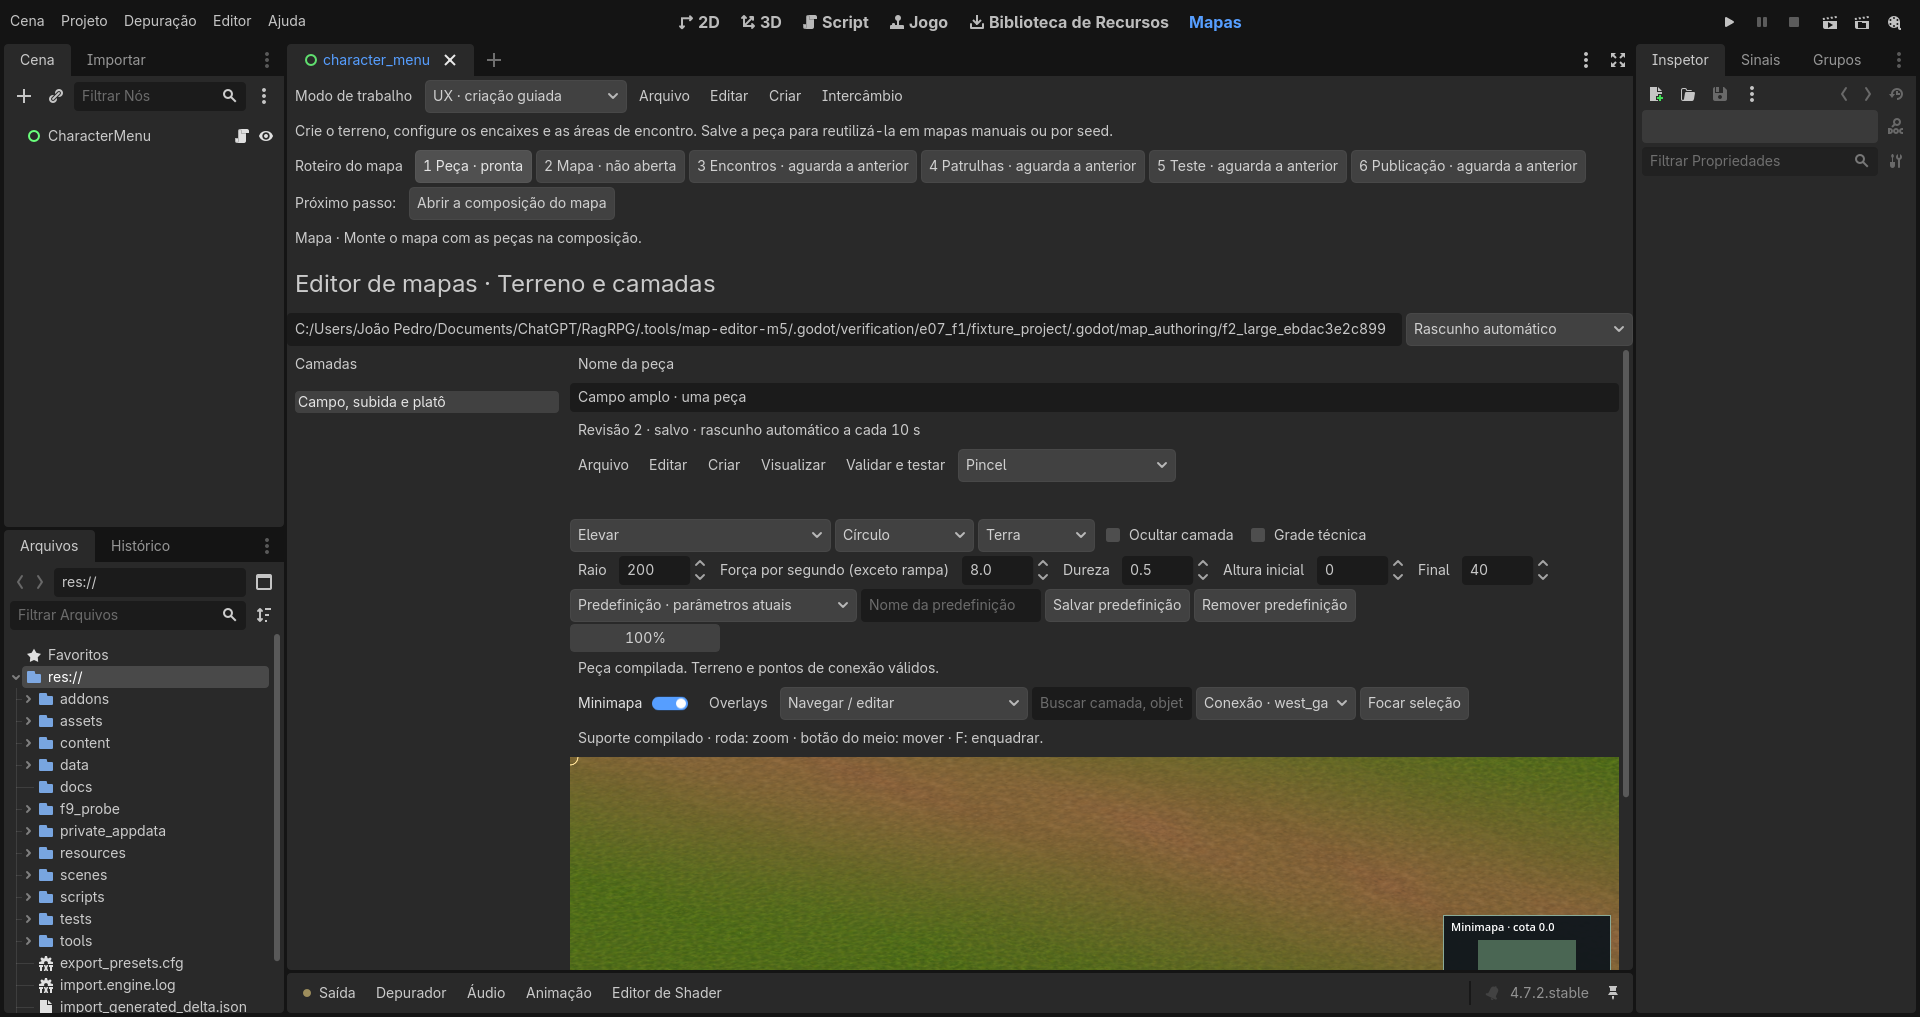 Cena Projeto Depuração Editor Ajuda
2D 3D Script Jogo Biblioteca de Recursos Mapas
Cena Importar
Filtrar Nós
CharacterMenu
character_menu
Modo de trabalho UX · criação guiada Arquivo Editar Criar Intercâmbio
Crie o terreno, configure os encaixes e as áreas de encontro. Salve a peça para reutilizá-la em mapas manuais ou por seed.
Roteiro do mapa 1 Peça · pronta 2 Mapa · não aberta 3 Encontros · aguarda a anterior 4 Patrulhas · aguarda a anterior 5 Teste · aguarda a anterior 6 Publicação · aguarda a anterior
Próximo passo: Abrir a composição do mapa
Mapa · Monte o mapa com as peças na composição.
Editor de mapas · Terreno e camadas
C:/Users/João Pedro/Documents/ChatGPT/RagRPG/.tools/map-editor-m5/.godot/verification/e07_f1/fixture_project/.godot/map_authoring/f2_large_ebdac3e2c899 Rascunho automático
Camadas
Campo, subida e platô
Nome da peça
Campo amplo · uma peça
Revisão 2 · salvo · rascunho automático a cada 10 s
Arquivo Editar Criar Visualizar Validar e testar Pincel
Elevar Círculo Terra Ocultar camada Grade técnica
Raio 200 Força por segundo (exceto rampa) 8.0 Dureza 0.5 Altura inicial 0 Final 40
Predefinição · parâmetros atuais Nome da predefinição Salvar predefinição Remover predefinição
100%
Peça compilada. Terreno e pontos de conexão válidos.
Minimapa Overlays Navegar / editar Buscar camada, objet Conexão · west_ga Focar seleção
Suporte compilado · roda: zoom · botão do meio: mover · F: enquadrar.
Minimapa · cota 0.0
Arquivos Histórico
res://
Filtrar Arquivos
Favoritos
res://
addons
assets
content
data
docs
f9_probe
private_appdata
resources
scenes
scripts
tests
tools
export_presets.cfg
import.engine.log
import_generated_delta.json
Saída Depurador Áudio Animação Editor de Shader 4.7.2.stable
Inspetor Sinais Grupos
DOC
Filtrar Propriedades